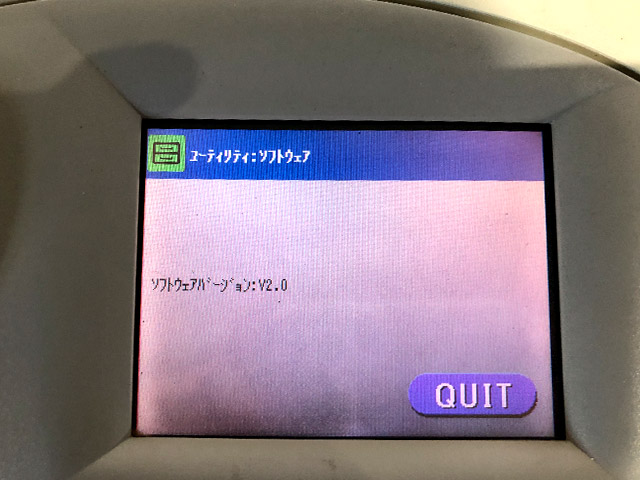 ﾕｰﾃｨﾘﾃｨ:ｿﾌﾄｳｪｱ
ｿﾌﾄｳｪｱﾊﾞｰｼﾞｮﾝ:V2.0
QUIT